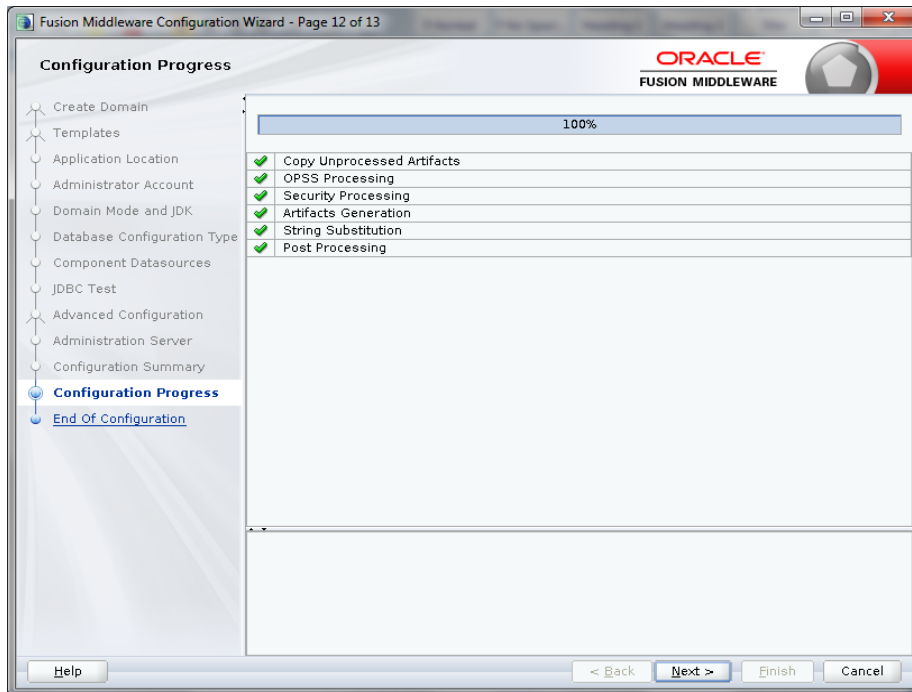 Fusion Middleware Configuration Wizard - Page 12 of 13
Configuration Progress
ORACLE
FUSION MIDDLEWARE
Create Domain
Templates
Application Location
Administrator Account
Domain Mode and JDK
Database Configuration Type
Component Datasources
JDBC Test
Advanced Configuration
Administration Server
Configuration Summary
Configuration Progress
End Of Configuration
100%
Copy Unprocessed Artifacts
OPSS Processing
Security Processing
Artifacts Generation
String Substitution
Post Processing
Help
< Back
Next >
Finish
Cancel